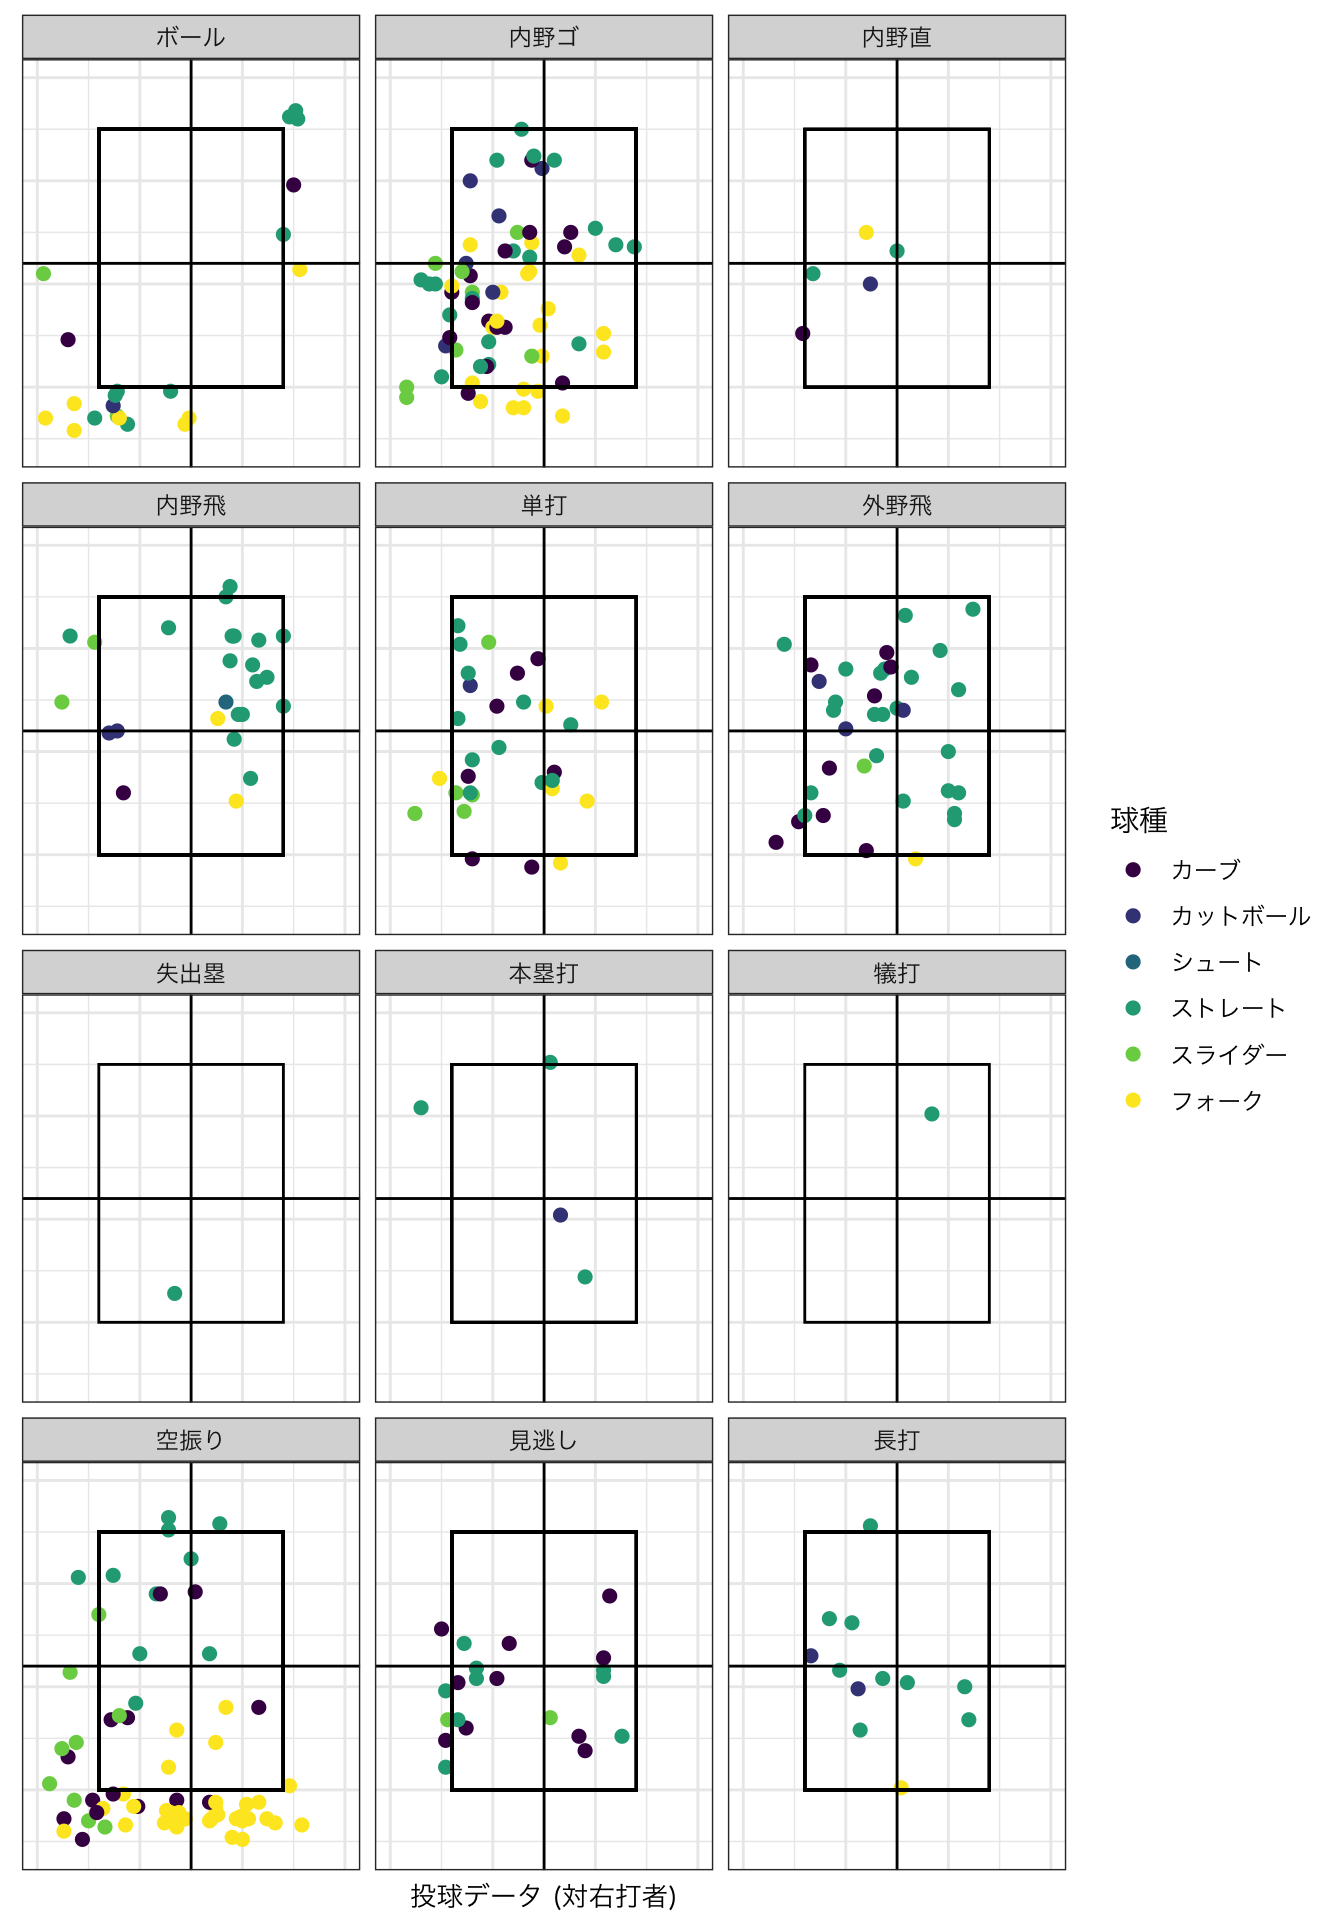 ボール
内野ゴ
内野直
内野飛
単打
外野飛
失出塁
本塁打
犠打
空振り
見逃し
長打
球種
カーブ
カットボール
シュート
ストレート
スライダー
フォーク
投球データ (対右打者)